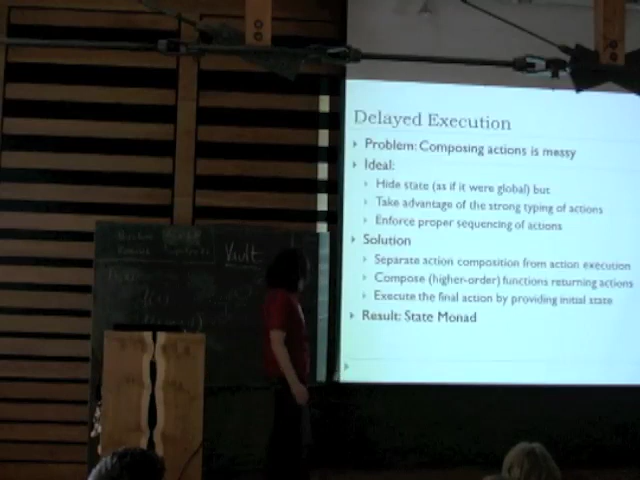 Delayed Execution
Problem: Composing actions is messy
Ideal:
Hide state (as if it were global) but
Take advantage of the strong typing of actions
Enforce proper sequencing of actions
Solution
Separate action composition from action execution
Compose (higher-order) functions returning actions
Execute the final action by providing initial state
Result: State Monad
Vault